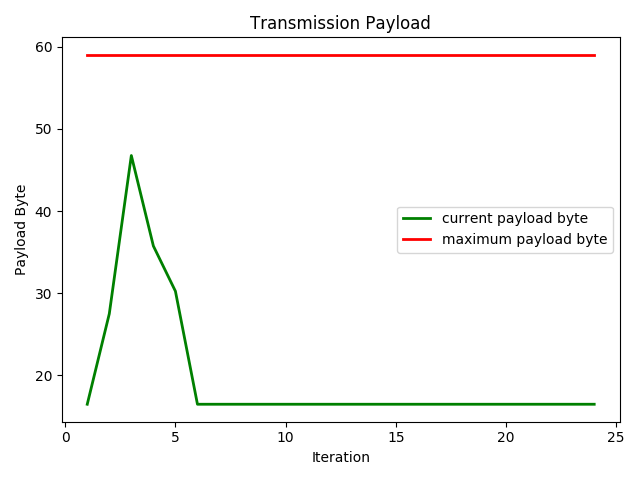 Transmission Payload
60
50
40
30
20
Payload Byte
current payload byte
maximum payload byte
0 5 10 15 20 25
Iteration